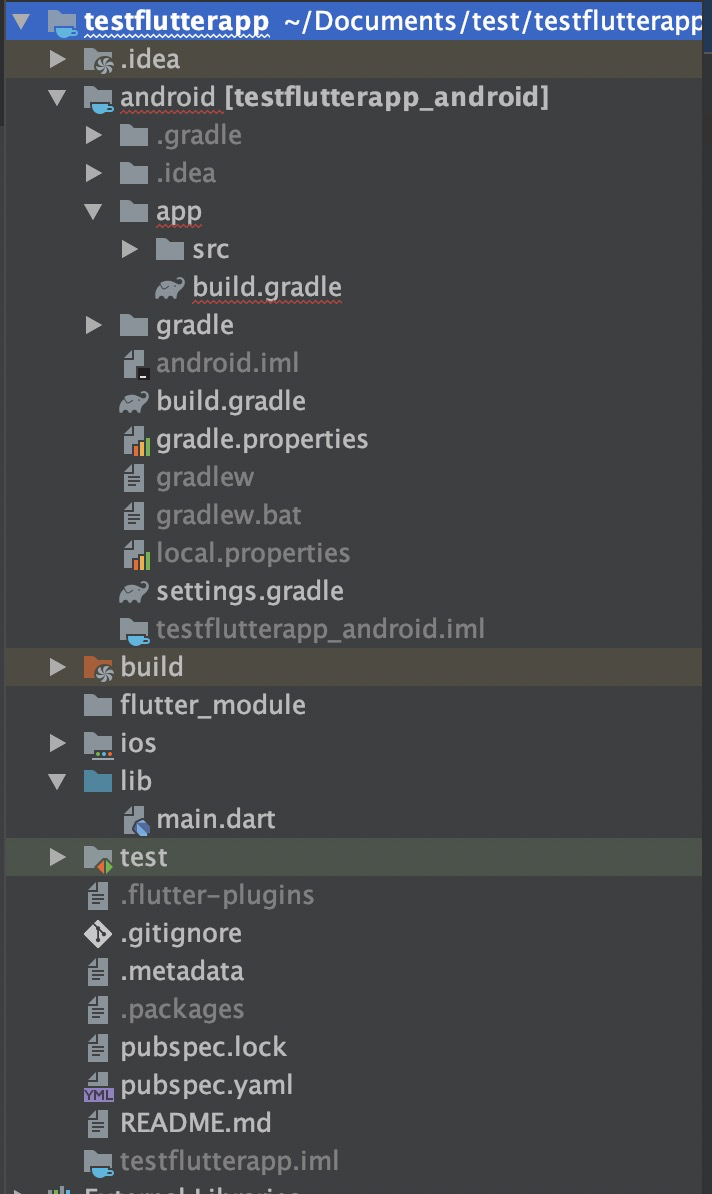 testflutterapp ~/Documents/test/testflutterapp
.idea
android [testflutterapp_android]
.gradle
.idea
app
src
build.gradle
gradle
android.iml
build.gradle
gradle.properties
gradlew
gradlew.bat
local.properties
settings.gradle
testflutterapp_android.iml
build
flutter_module
ios
lib
main.dart
test
.flutter-plugins
.gitignore
.metadata
.packages
pubspec.lock
YML pubspec.yaml
README.md
testflutterapp.iml
External Libraries